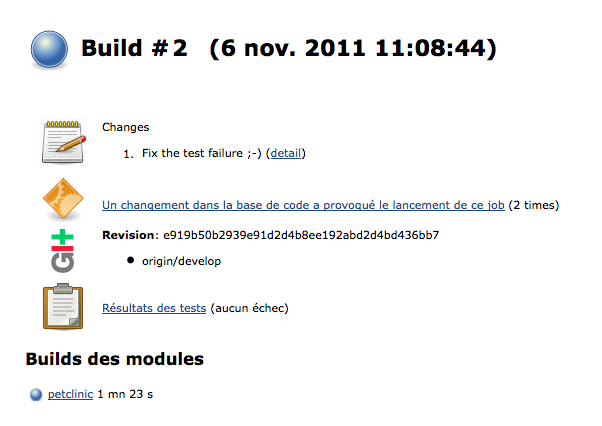 Build #2 (6 nov. 2011 11:08:44)
Changes
1. Fix the test failure ;-) (detail)
Un changement dans la base de code a provoqué le lancement de ce job (2 times)
GIt
Revision: e919b50b2939e91d2d4b8ee192abd2d4bd436bb7
• origin/develop
Résultats des tests (aucun échec)
Builds des modules
petclinic 1 mn 23 s